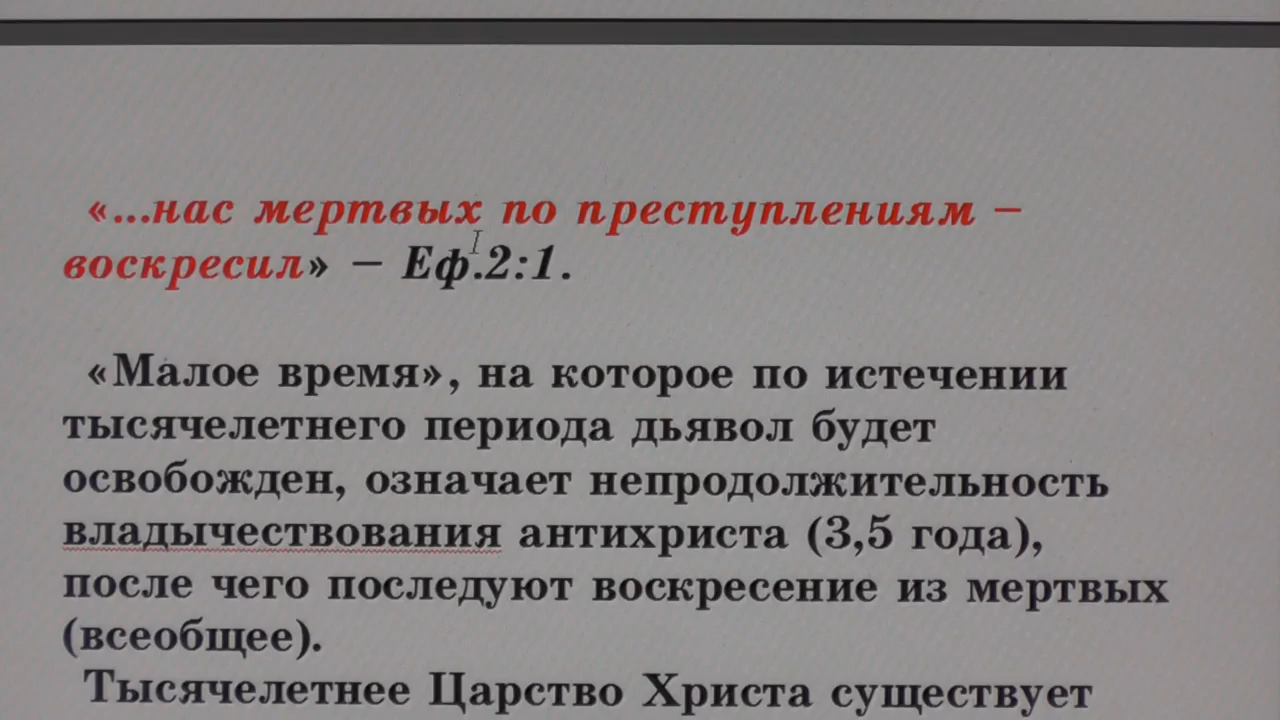 «...нас мертвых по преступлениям –
воскресил» – Еф.2:1.
«Малое время», на которое по истечении
тысячелетнего периода дьявол будет
освобожден, означает непродолжительность
владычествования антихриста (3,5 года),
после чего последуют воскресение из мертвых
(всеобщее).
Тысячелетнее Царство Христа существует